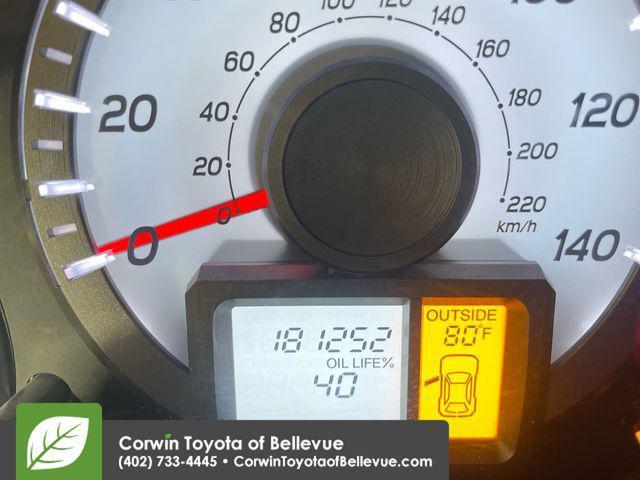 100 120
80 140
60 160
20 40 180 120
20 200
0 0 220
km/h 140
OUTSIDE
181252 80°F
OIL LIFE%
40
Corwin Toyota of Bellevue
(402) 733-4445 • CorwinToyotaofBellevue.com